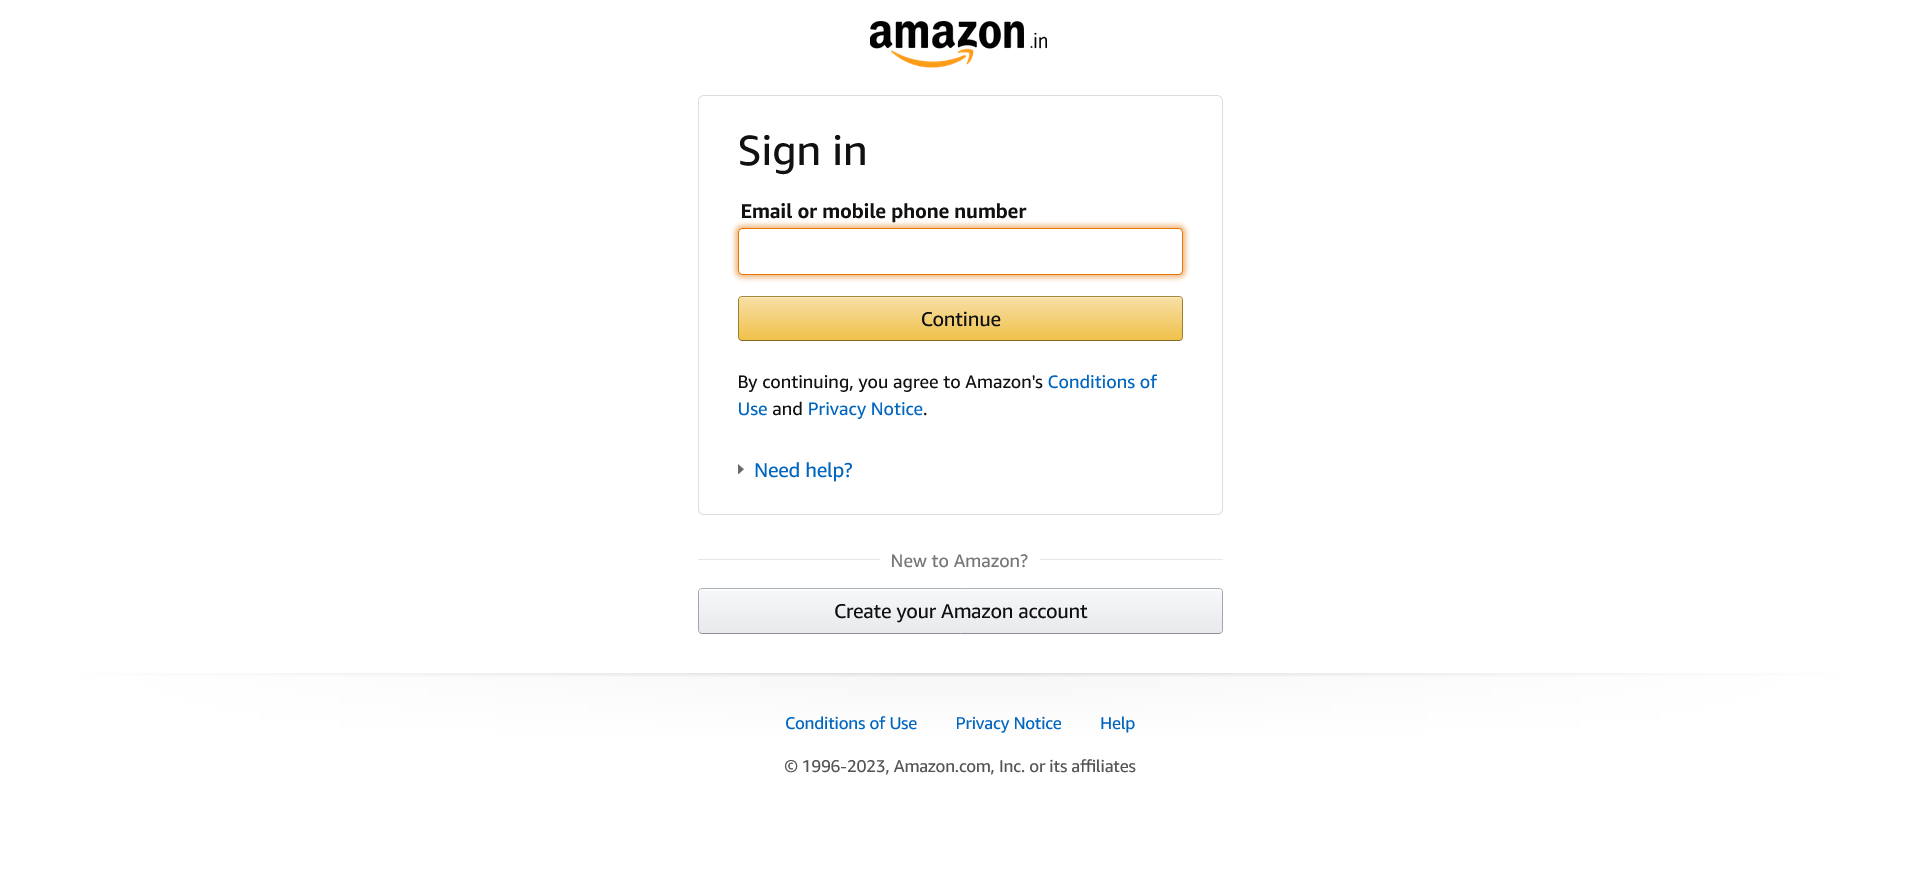 amazon.in
Sign in
Email or mobile phone number
Continue
By continuing, you agree to Amazon's Conditions of
Use and Privacy Notice.
Need help?
New to Amazon?
Create your Amazon account
Conditions of Use Privacy Notice Help
© 1996-2023, Amazon.com, Inc. or its affiliates